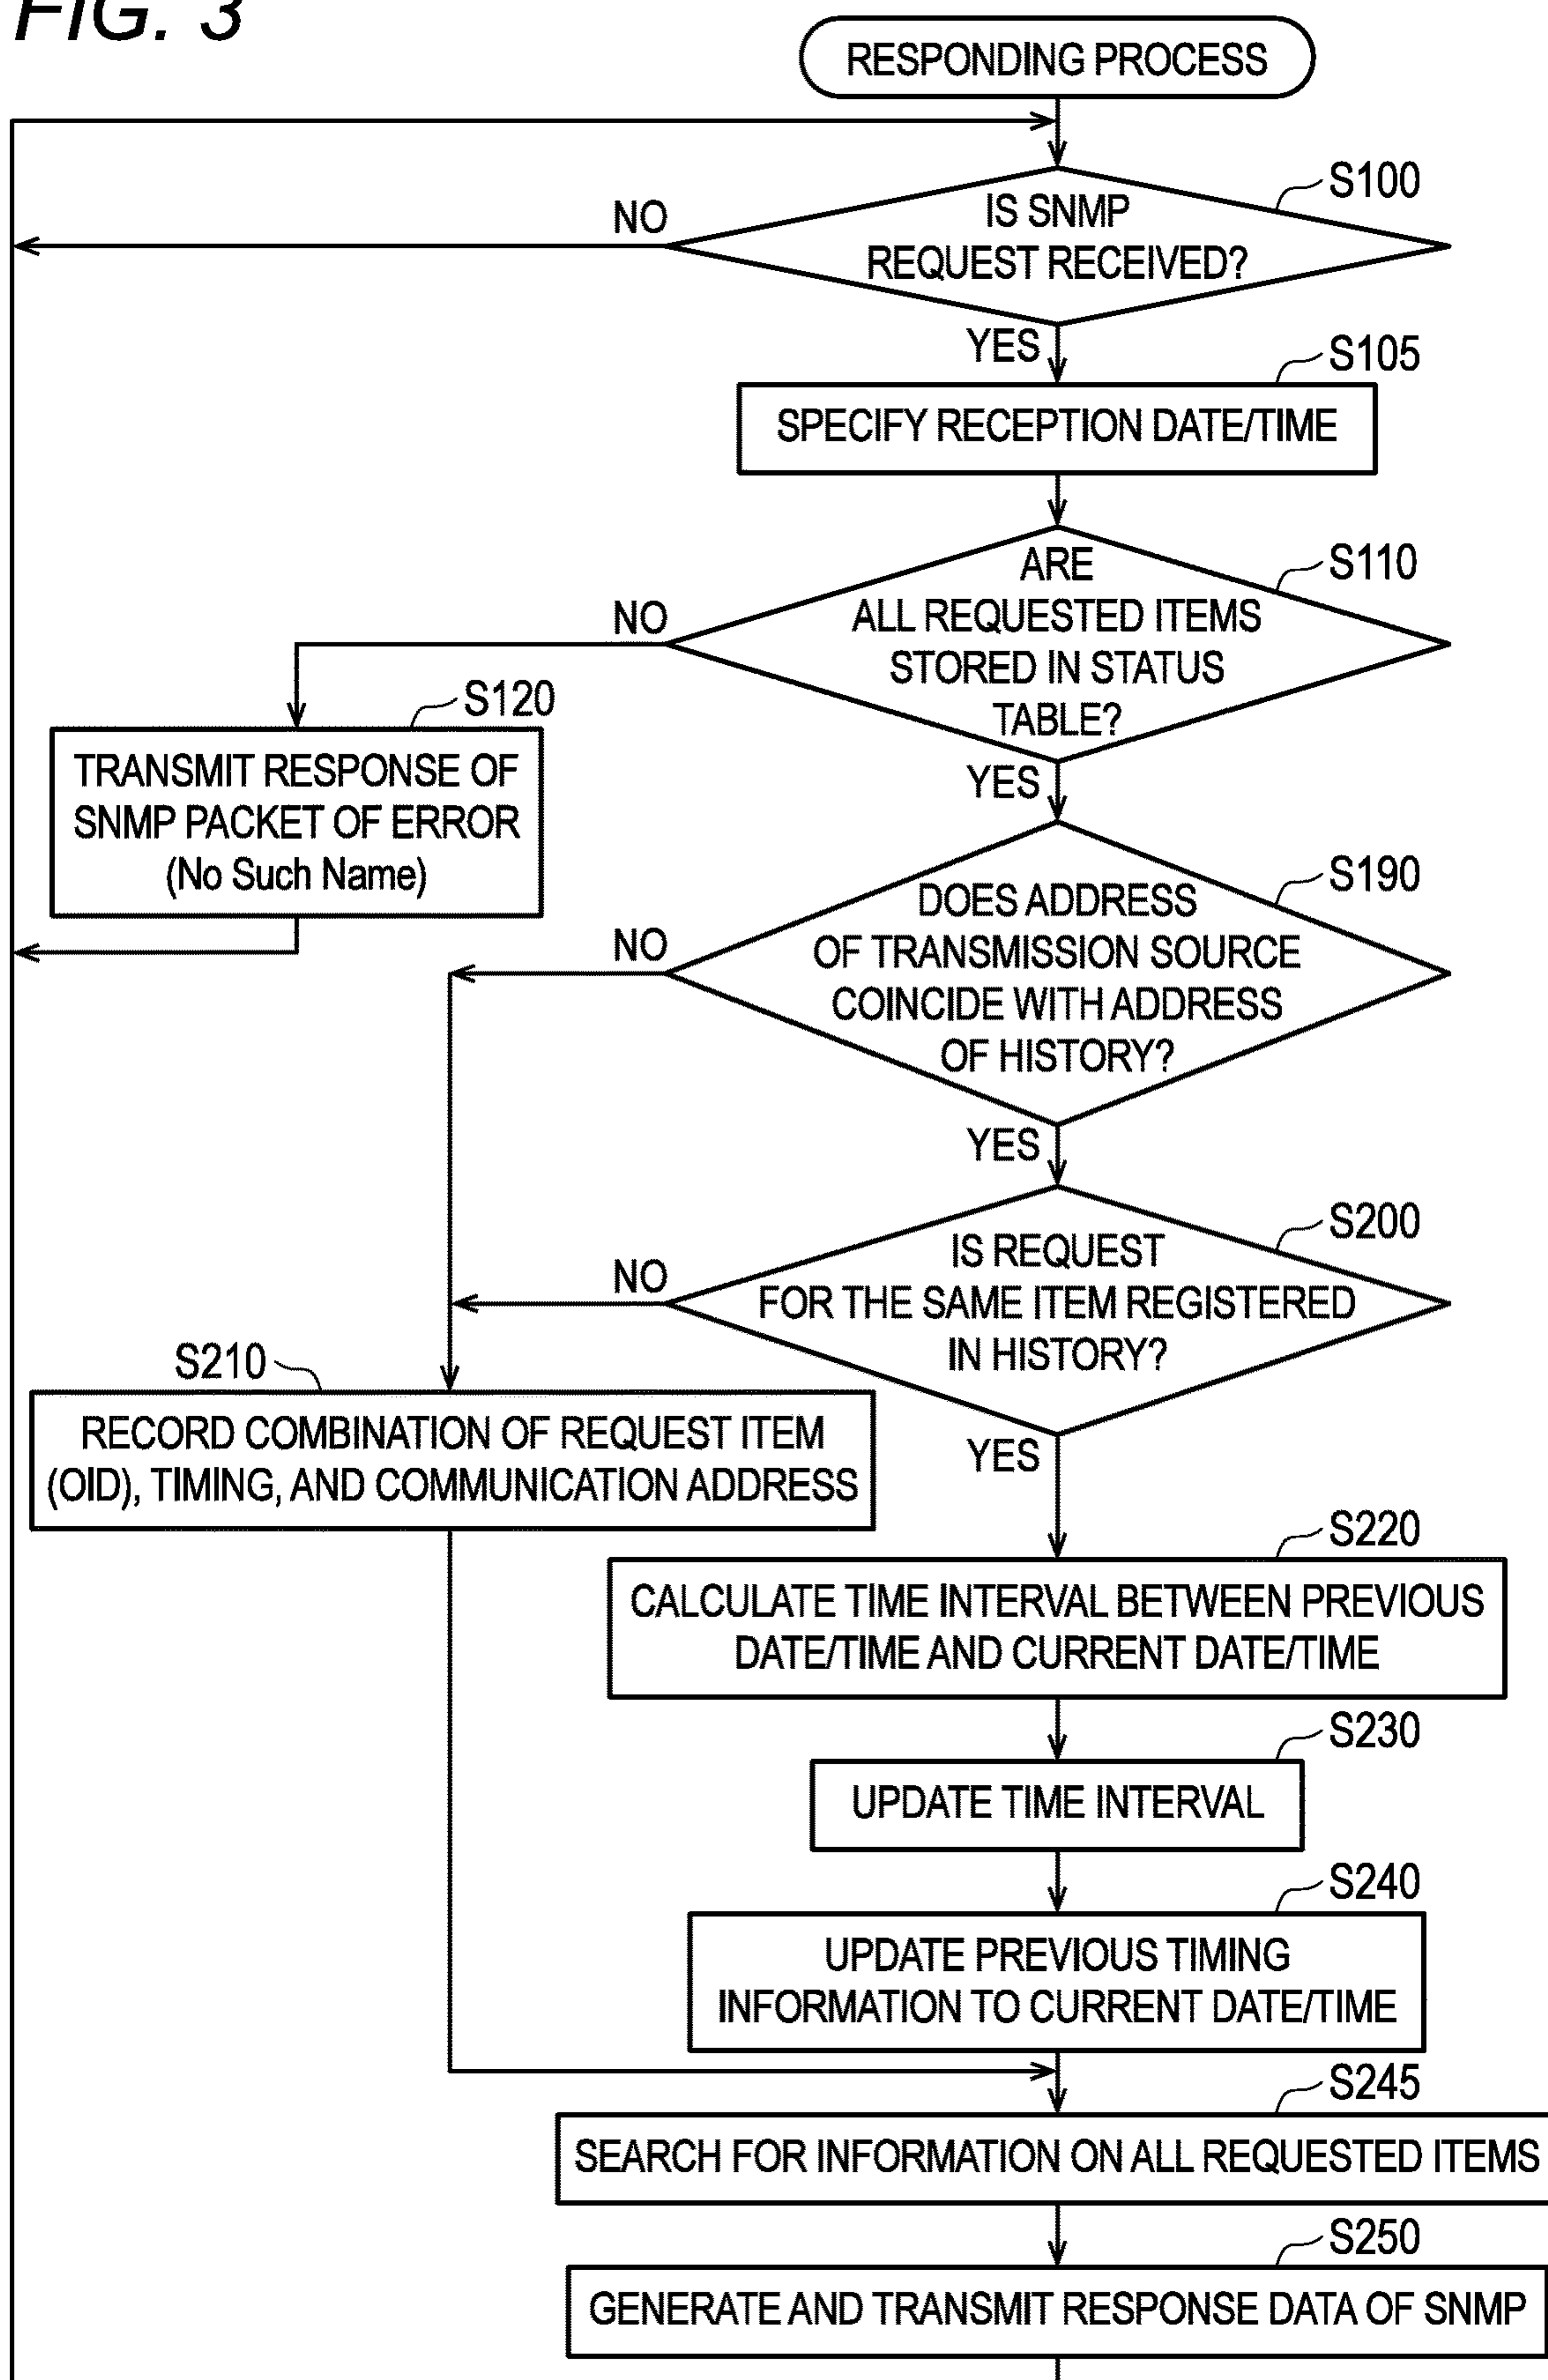 FIG. 3
RESPONDING PROCESS
S100
IS SNMP
REQUEST RECEIVED?
NO
YES
S105
SPECIFY RECEPTION DATE/TIME
S110
ARE
ALL REQUESTED ITEMS
STORED IN STATUS
TABLE?
NO
YES
S120
TRANSMIT RESPONSE OF
SNMP PACKET OF ERROR
(No Such Name)
S190
DOES ADDRESS
OF TRANSMISSION SOURCE
COINCIDE WITH ADDRESS
OF HISTORY?
NO
YES
S200
IS REQUEST
FOR THE SAME ITEM REGISTERED
IN HISTORY?
NO
YES
S210
RECORD COMBINATION OF REQUEST ITEM
(OID), TIMING, AND COMMUNICATION ADDRESS
S220
CALCULATE TIME INTERVAL BETWEEN PREVIOUS
DATE/TIME AND CURRENT DATE/TIME
S230
UPDATE TIME INTERVAL
S240
UPDATE PREVIOUS TIMING
INFORMATION TO CURRENT DATE/TIME
S245
SEARCH FOR INFORMATION ON ALL REQUESTED ITEMS
S250
GENERATE AND TRANSMIT RESPONSE DATA OF SNMP